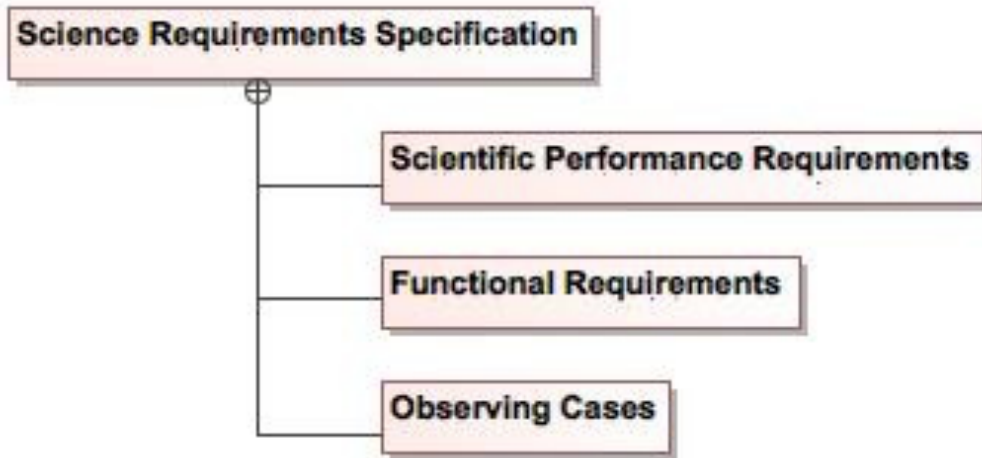 Science Requirements Specification
Scientific Performance Requirements
Functional Requirements
Observing Cases